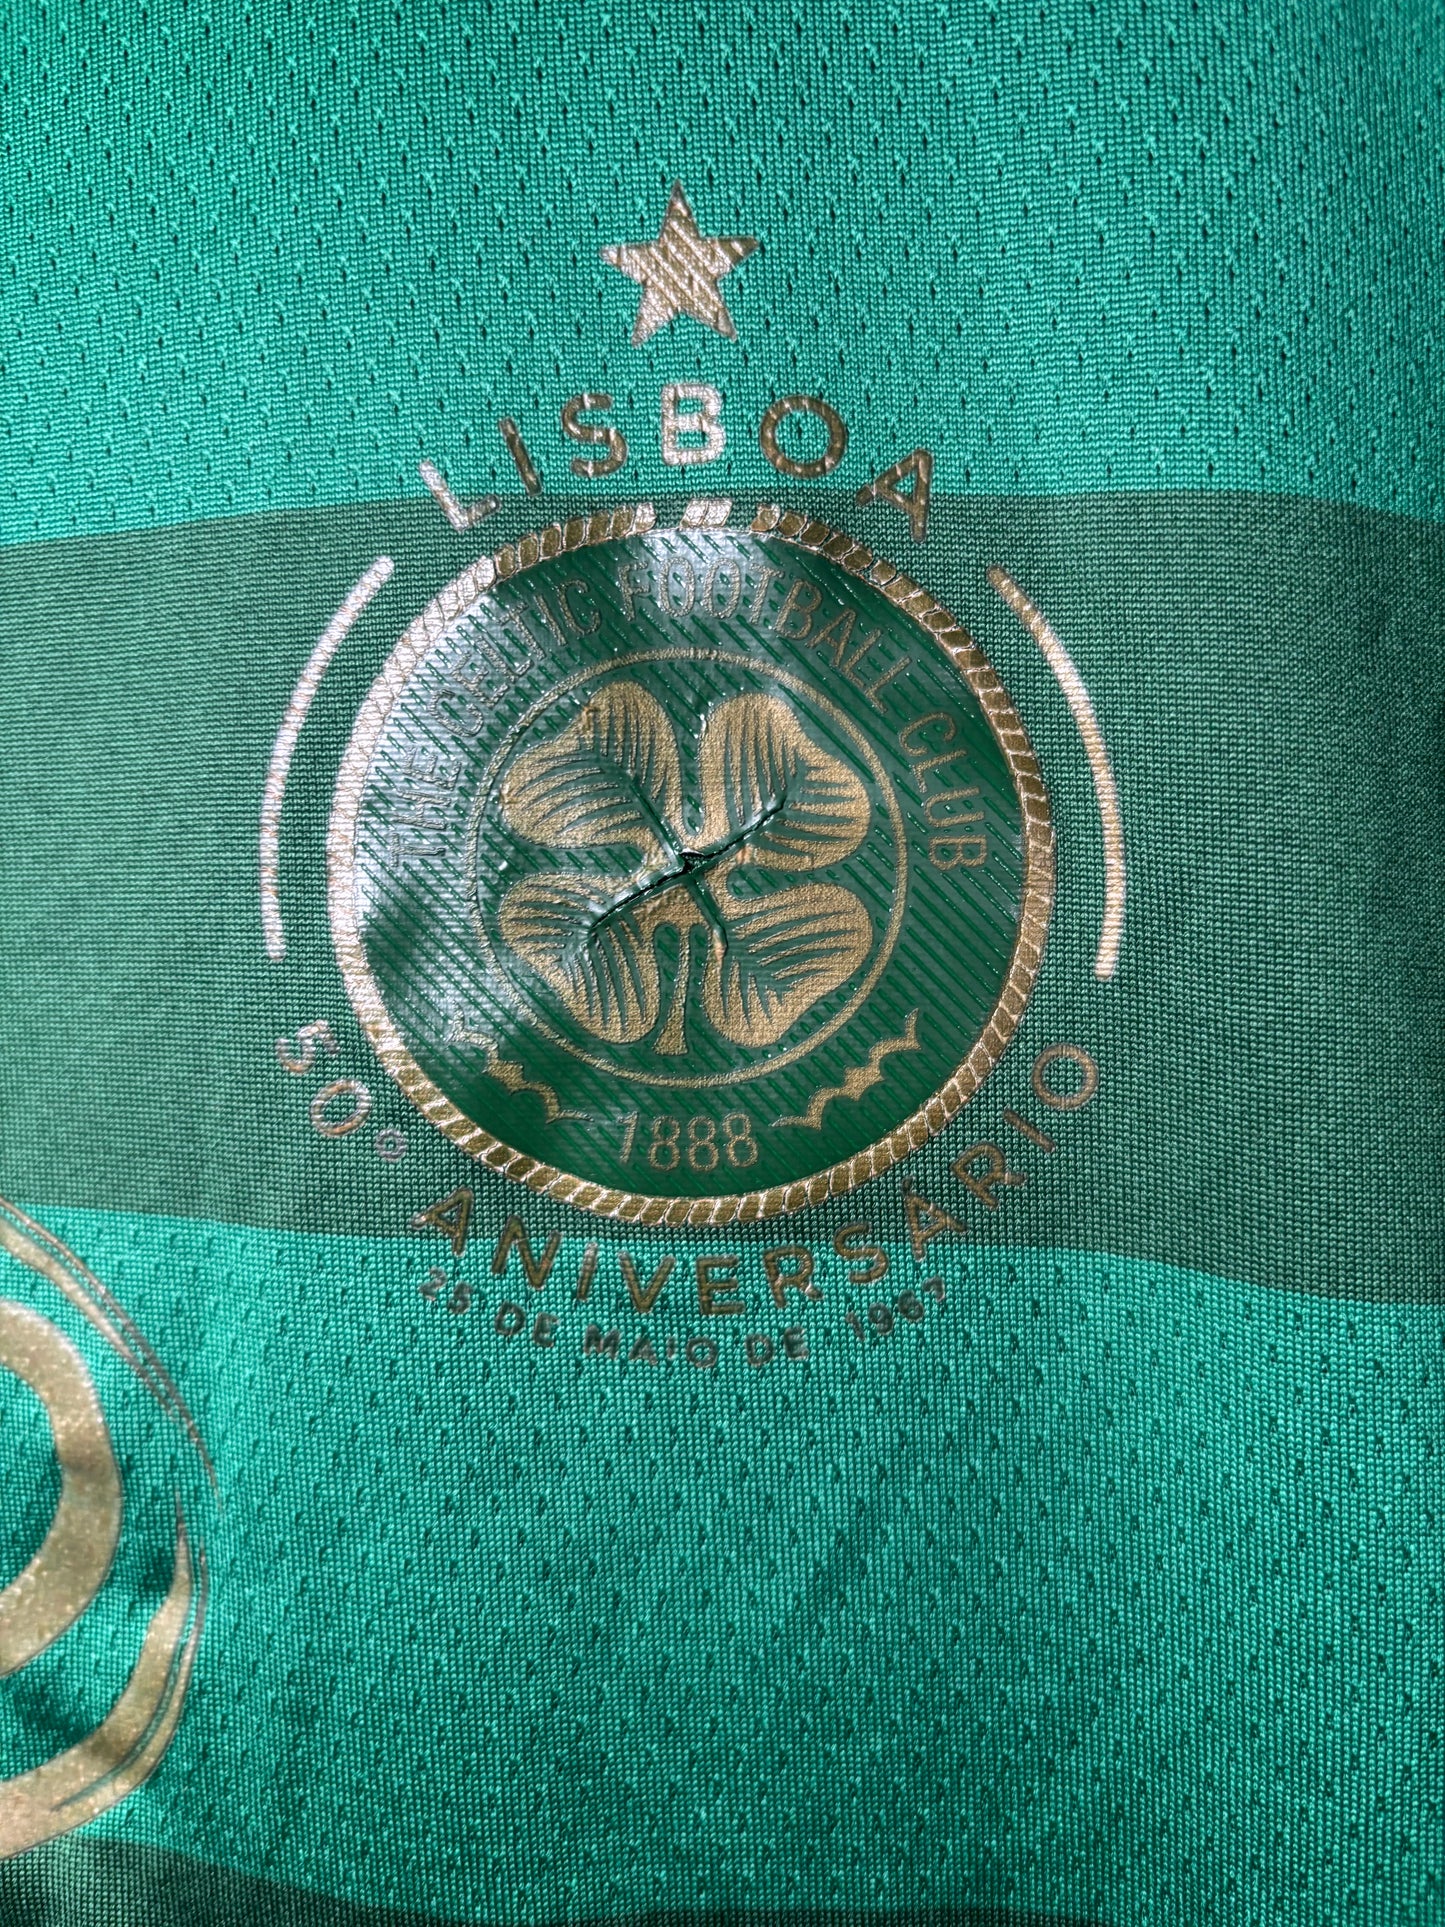 LISBOA
THE CELTIC FOOTBALL CLUB
1888
50º ANIVERSÁRIO
25 DE MAIO DE 1967